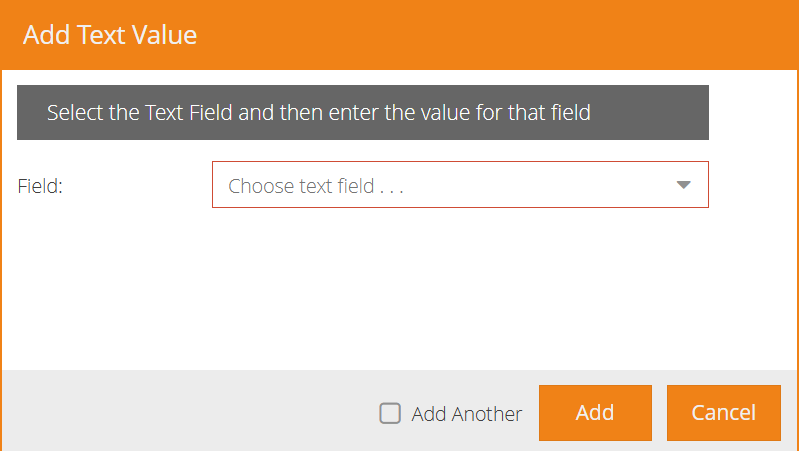 Add Text Value
Select the Text Field and then enter the value for that field
Field:
Choose text field . . .
Add Another
Add
Cancel